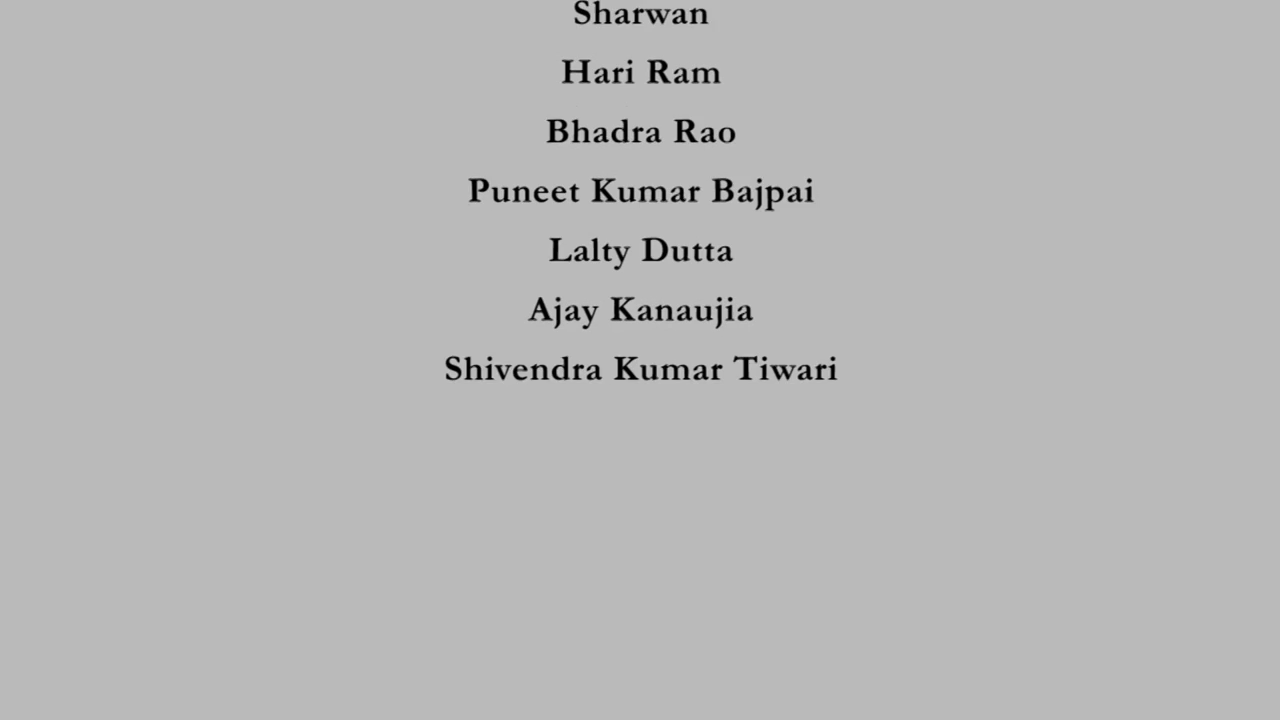 Sharwan
Hari Ram
Bhadra Rao
Puneet Kumar Bajpai
Lalty Dutta
Ajay Kanaujia
Shivendra Kumar Tiwari